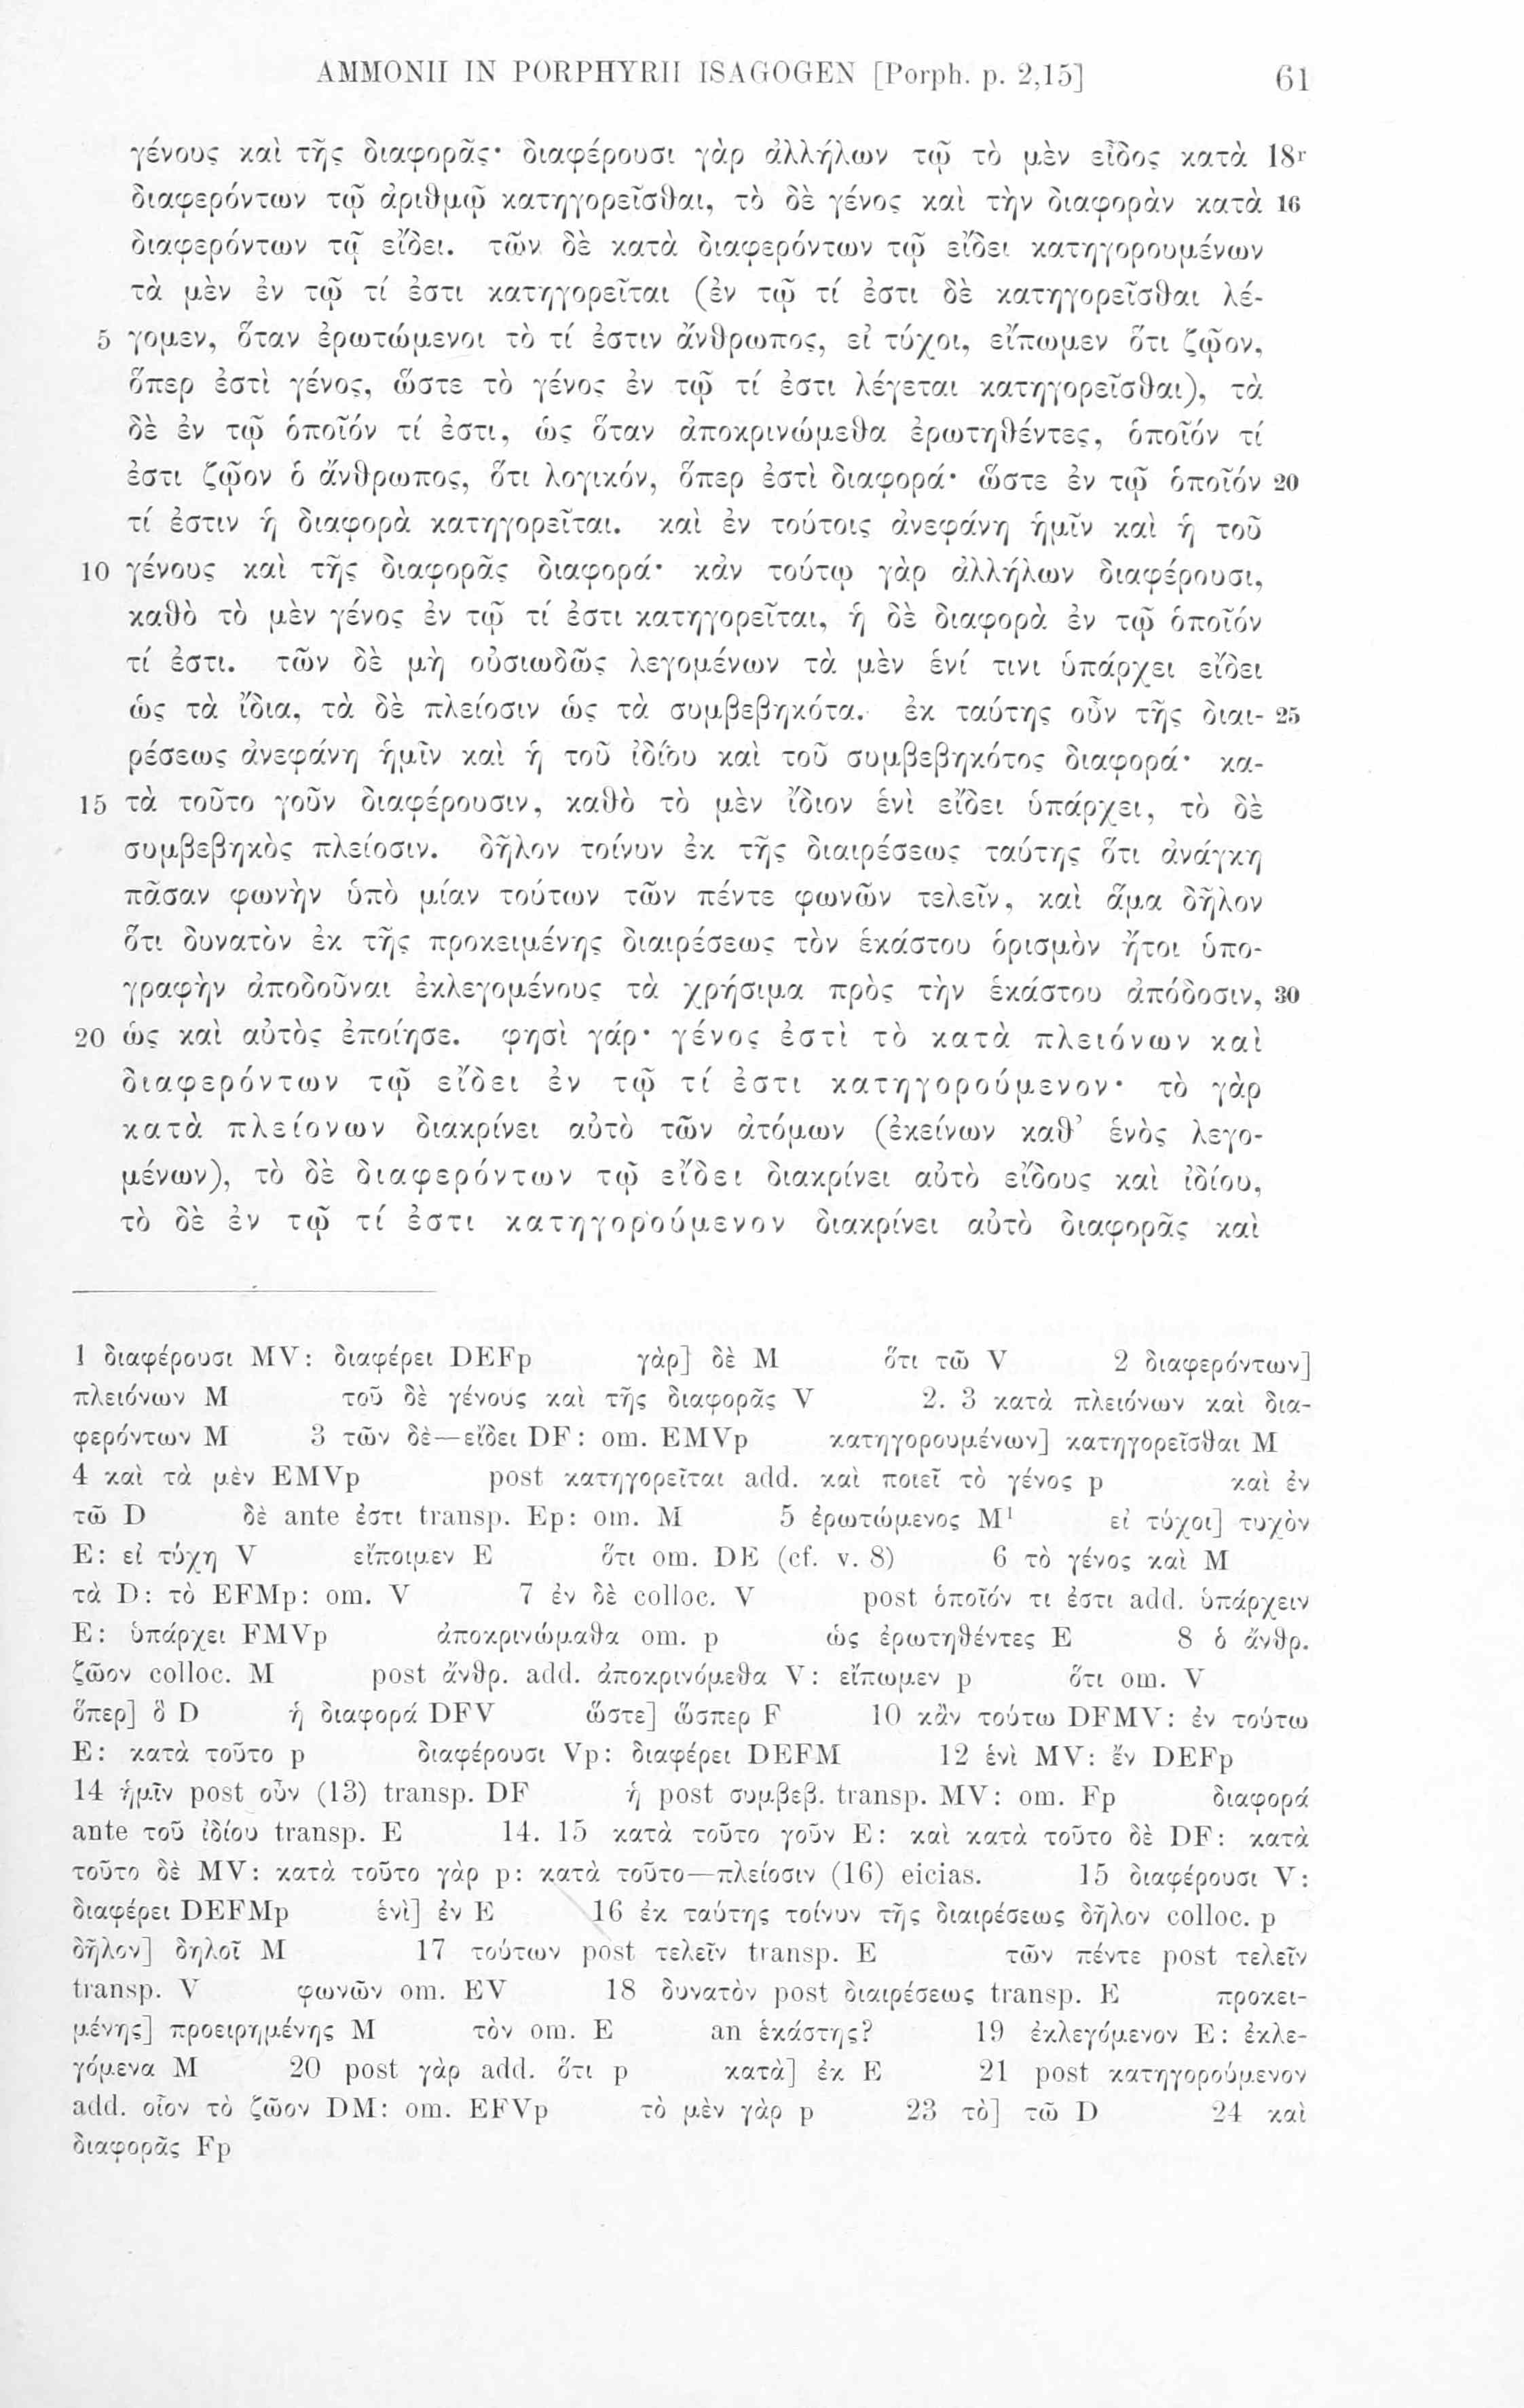 AMMONII IN PORPHYRII ISAGOGEN [Porph. p. 2,15] 61
γένους καὶ τῆς διαφορᾶς· διαφέρουσι γὰρ ἀλλήλων τῷ τὸ μὲν εἶδος κατὰ 18r
διαφερόντων τῷ ἀριθμῷ κατηγορεῖσθαι, τὸ δὲ γένος καὶ τὴν διαφορὰν κατὰ 16
διαφερόντων τῷ εἴδει. τῶν δὲ κατὰ διαφερόντων τῷ εἴδει κατηγορουμένων
τὰ μὲν ἐν τῷ τί ἐστι κατηγορεῖται (ἐν τῷ τί ἐστι δὲ κατηγορεῖσθαι λέ-
5 γομεν, ὅταν ἐρωτώμενοι τὸ τί ἐστιν ἄνθρωπος, εἰ τύχοι, εἴπωμεν ὅτι ζῷον,
ὅπερ ἐστὶ γένος, ὥστε τὸ γένος ἐν τῷ τί ἐστι λέγεται κατηγορεῖσθαι), τὰ
δὲ ἐν τῷ ὁποῖόν τί ἐστι, ὡς ὅταν ἀποκρινώμεθα ἐρωτηθέντες, ὁποῖόν τί
ἐστι ζῷον ὁ ἄνθρωπος, ὅτι λογικόν, ὅπερ ἐστὶ διαφορά· ὥστε ἐν τῷ ὁποῖόν 20
τί ἐστιν ἡ διαφορὰ κατηγορεῖται. καὶ ἐν τούτοις ἀνεφάνη ἡμῖν καὶ ἡ τοῦ
10 γένους καὶ τῆς διαφορᾶς διαφορά· κἀν τούτῳ γὰρ ἀλλήλων διαφέρουσι,
καθὸ τὸ μὲν γένος ἐν τῷ τί ἐστι κατηγορεῖται, ἡ δὲ διαφορὰ ἐν τῷ ὁποῖόν
τί ἐστι. τῶν δὲ μὴ οὐσιωδῶς λεγομένων τὰ μὲν ἑνί τινι ὑπάρχει εἴδει
ὡς τὰ ἴδια, τὰ δὲ πλείοσιν ὡς τὰ συμβεβηκότα. ἐκ ταύτης οὖν τῆς διαι- 25
ρέσεως ἀνεφάνη ἡμῖν καὶ ἡ τοῦ ἰδίου καὶ τοῦ συμβεβηκότος διαφορά· κα-
15 τὰ τοῦτο γοῦν διαφέρουσιν, καθὸ τὸ μὲν ἴδιον ἑνὶ εἴδει ὑπάρχει, τὸ δὲ
συμβεβηκὸς πλείοσιν. δῆλον τοίνυν ἐκ τῆς διαιρέσεως ταύτης ὅτι ἀνάγκη
πᾶσαν φωνὴν ὑπὸ μίαν τούτων τῶν πέντε φωνῶν τελεῖν, καὶ ἅμα δῆλον
ὅτι δυνατὸν ἐκ τῆς προκειμένης διαιρέσεως τὸν ἑκάστου ὁρισμὸν ἤτοι ὑπο-
γραφὴν ἀποδοῦναι ἐκλεγομένους τὰ χρήσιμα πρὸς τὴν ἑκάστου ἀπόδοσιν, 30
20 ὡς καὶ αὐτὸς ἐποίησε. φησὶ γάρ· γένος ἐστὶ τὸ κατὰ πλειόνων καὶ
διαφερόντων τῷ εἴδει ἐν τῷ τί ἐστι κατηγορούμενον· τὸ γὰρ
κατὰ πλείονων διακρίνει αὐτὸ τῶν ἀτόμων (ἐκείνων καθ' ἑνὸς λεγο-
μένων), τὸ δὲ διαφερόντων τῷ εἴδει διακρίνει αὐτὸ εἴδους καὶ ἰδίου,
τὸ δὲ ἐν τῷ τί ἐστι κατηγορούμενον διακρίνει αὐτὸ διαφορᾶς καὶ
1 διαφέρουσι MV: διαφέρει DEFp γὰρ] δὲ M ὅτι τῶ V 2 διαφερόντων]
πλειόνων M τοῦ δὲ γένους καὶ τῆς διαφορᾶς V 2. 3 κατὰ πλειόνων καὶ δια-
φερόντων M 3 τῶν δὲ—εἴδει DF: om. EMVp κατηγορουμένων] κατηγορεῖσθαι M
4 καὶ τὰ μὲν EMVp post κατηγορεῖται add. καὶ ποιεῖ τὸ γένος p καὶ ἐν
τῶ D δὲ ante ἐστι transp. Ep: om. M 5 ἐρωτώμενος M¹ εἰ τύχοι] τυχὸν
E: εἰ τύχη V εἴποιμεν E ὅτι om. DE (cf. v. 8) 6 τὸ γένος καὶ M
τὰ D: τὸ EFMp: om. V 7 ἐν δὲ colloc. V post ὁποῖόν τι ἐστι add. ὑπάρχειν
E: ὑπάρχει FMVp ἀποκρινώμαθα om. p ὡς ἐρωτηθέντες E 8 ὁ ἄνθρ.
ζῶον colloc. M post ἄνθρ. add. ἀποκρινόμεθα V: εἴπωμεν p ὅτι om. V
ὅπερ] ὃ D ἡ διαφορά DFV ὥστε] ὥσπερ F 10 κἂν τούτω DFMV: ἐν τούτω
E: κατὰ τοῦτο p διαφέρουσι Vp: διαφέρει DEFM 12 ἑνὶ MV: ἕν DEFp
14 ἡμῖν post οὖν (13) transp. DF ἡ post συμβεβ. transp. MV: om. Fp διαφορά
ante τοῦ ἰδίου transp. E 14. 15 κατὰ τοῦτο γοῦν E: καὶ κατὰ τοῦτο δὲ DF: κατὰ
τοῦτο δὲ MV: κατὰ τοῦτο γὰρ p: κατὰ τοῦτο—πλείοσιν (16) eicias. 15 διαφέρουσι V:
διαφέρει DEFMp ἑνὶ] ἐν E 16 ἐκ ταύτης τοίνυν τῆς διαιρέσεως δῆλον colloc. p
δῆλον] δηλοῖ M 17 τούτων post τελεῖν transp. E τῶν πέντε post τελεῖν
transp. V φωνῶν om. EV 18 δυνατὸν post διαιρέσεως transp. E προκει-
μένης] προειρημένης M τὸν om. E an ἑκάστης? 19 ἐκλεγόμενον E: ἐκλε-
γόμενα M 20 post γὰρ add. ὅτι p κατὰ] ἐκ E 21 post κατηγορούμενον
add. οἷον τὸ ζῶον DM: om. EFVp τὸ μὲν γὰρ p 23 τὸ] τῶ D 24 καὶ
διαφορᾶς Fp